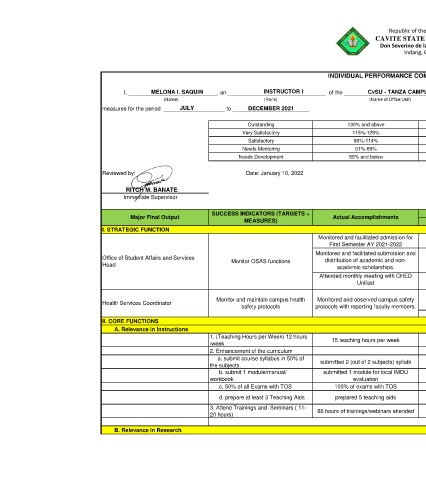 Republic of the
CAVITE STATE
Don Severino de la
Indang, C
INDIVIDUAL PERFORMANCE COM
I, MELONA I. SAQUIN , an INSTRUCTOR I of the CvSU - TANZA CAMPU
(Name) (Rank) (Name of Office/Unit)
measures for the period JULY to DECEMBER 2021 .
Outstanding 130% and above
Very Satisfactory 115%-129%
Satisfactory 90%-114%
Needs Mentoring 51%-89%
Needs Development 50% and below
Reviewed by: Date: January 10, 2022
RITCH M. BANATE
Immediate Supervisor
Major Final Output SUCCESS INDICATORS (TARGETS + MEASURES) Actual Accomplishments
I. STRATEGIC FUNCTION
Office of Student Affairs and Services Head
Monitor OSAS functions
Monitored and facilitated admission for First Semester AY 2021-2022
Monitored and facilitated submission and distribution of academic and non-academic scholarships.
Attended monthly meeting with CHED Unifast
Health Services Coordinator
Monitor and maintain campus health safety protocols
Monitored and observed campus safety protocols with reporting faculty members.
II. CORE FUNCTIONS
A. Relevance in Instructions
1. (Teaching Hours per Week) 12 hours /week 15 teaching hours per week
2. Enhancement of the curriculum
a. submit course syllabus in 50% of the subjects submitted 2 (out of 2 subjects) syllabi
b. submit 1 module/manual/ workbook submitted 1 module for local IMDU evaluation
c. 50% of all Exams with TOS 100% of exams with TOS
d. prepare at least 3 Teaching Aids prepared 5 teaching aids
3. Attend Trainings and Seminars ( 11-20 hours) 86 hours of trainings/webinars attended
B. Relevance in Research